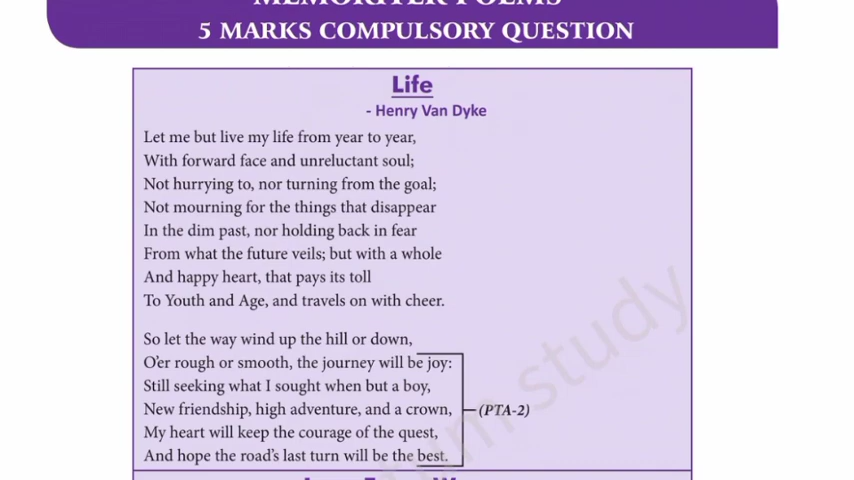 5 MARKS COMPULSORY QUESTION
Life
- Henry Van Dyke
Let me but live my life from year to year,
With forward face and unreluctant soul;
Not hurrying to, nor turning from the goal;
Not mourning for the things that disappear
In the dim past, nor holding back in fear
From what the future veils; but with a whole
And happy heart, that pays its toll
To Youth and Age, and travels on with cheer.
So let the way wind up the hill or down,
O'er rough or smooth, the journey will be joy:
Still seeking what I sought when but a boy,
New friendship, high adventure, and a crown,
(PTA-2)
My heart will keep the courage of the quest,
And hope the road's last turn will be the best.
study